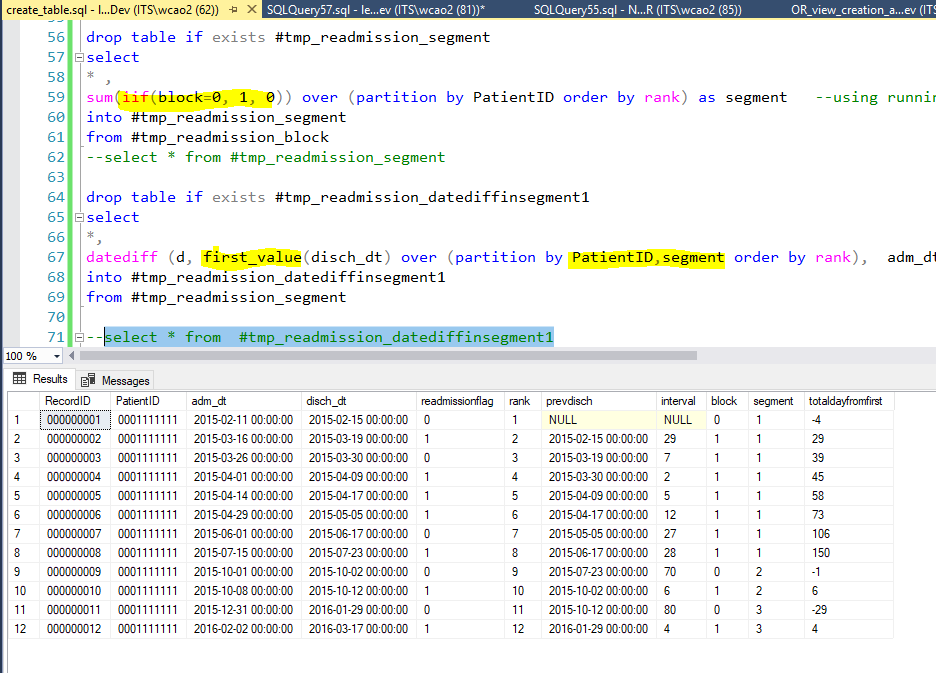 create_table.sql - l...Dev (ITS\wcao2 (62)) SQLQuery57.sql - le...ev (ITS\wcao2 (81))* SQLQuery55.sql - N...R (ITS\wcao2 (85)) OR_view_creation_a...ev (ITS
56 drop table if exists #tmp_readmission_segment
57 select
58 * ,
59 sum(iif(block=0, 1, 0)) over (partition by PatientID order by rank) as segment --using runnin
60 into #tmp_readmission_segment
61 from #tmp_readmission_block
62 --select * from #tmp_readmission_segment
63
64 drop table if exists #tmp_readmission_datediffinsegment1
65 select
66 *,
67 datediff (d, first_value(disch_dt) over (partition by PatientID,segment order by rank), adm_dt
68 into #tmp_readmission_datediffinsegment1
69 from #tmp_readmission_segment
70
71 --select * from #tmp_readmission_datediffinsegment1
100 %
Results Messages
RecordID PatientID adm_dt disch_dt readmissionflag rank prevdisch interval block segment totaldayfromfirst
1 000000001 0001111111 2015-02-11 00:00:00 2015-02-15 00:00:00 0 1 NULL NULL 0 1 -4
2 000000002 0001111111 2015-03-16 00:00:00 2015-03-19 00:00:00 1 2 2015-02-15 00:00:00 29 1 1 29
3 000000003 0001111111 2015-03-26 00:00:00 2015-03-30 00:00:00 0 3 2015-03-19 00:00:00 7 1 1 39
4 000000004 0001111111 2015-04-01 00:00:00 2015-04-09 00:00:00 1 4 2015-03-30 00:00:00 2 1 1 45
5 000000005 0001111111 2015-04-14 00:00:00 2015-04-17 00:00:00 1 5 2015-04-09 00:00:00 5 1 1 58
6 000000006 0001111111 2015-04-29 00:00:00 2015-05-05 00:00:00 1 6 2015-04-17 00:00:00 12 1 1 73
7 000000007 0001111111 2015-06-01 00:00:00 2015-06-17 00:00:00 0 7 2015-05-05 00:00:00 27 1 1 106
8 000000008 0001111111 2015-07-15 00:00:00 2015-07-23 00:00:00 1 8 2015-06-17 00:00:00 28 1 1 150
9 000000009 0001111111 2015-10-01 00:00:00 2015-10-02 00:00:00 0 9 2015-07-23 00:00:00 70 0 2 -1
10 000000010 0001111111 2015-10-08 00:00:00 2015-10-12 00:00:00 1 10 2015-10-02 00:00:00 6 1 2 6
11 000000011 0001111111 2015-12-31 00:00:00 2016-01-29 00:00:00 0 11 2015-10-12 00:00:00 80 0 3 -29
12 000000012 0001111111 2016-02-02 00:00:00 2016-03-17 00:00:00 1 12 2016-01-29 00:00:00 4 1 3 4